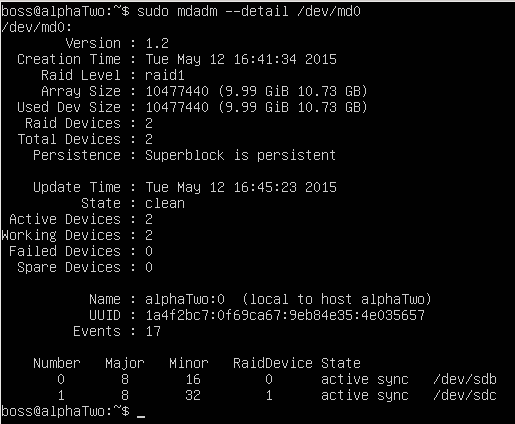 boss@alphaTwo:~$ sudo mdadm --detail /dev/md0
/dev/md0:
Version : 1.2
Creation Time : Tue May 12 16:41:34 2015
Raid Level : raid1
Array Size : 10477440 (9.99 GiB 10.73 GB)
Used Dev Size : 10477440 (9.99 GiB 10.73 GB)
Raid Devices : 2
Total Devices : 2
Persistence : Superblock is persistent
Update Time : Tue May 12 16:45:23 2015
State : clean
Active Devices : 2
Working Devices : 2
Failed Devices : 0
Spare Devices : 0
Name : alphaTwo:0  (local to host alphaTwo)
UUID : 1a4f2bc7:0f69ca67:9eb84e35:4e035657
Events : 17
Number   Major   Minor   RaidDevice State
0       8       16        0      active sync   /dev/sdb
1       8       32        1      active sync   /dev/sdc
boss@alphaTwo:~$ _